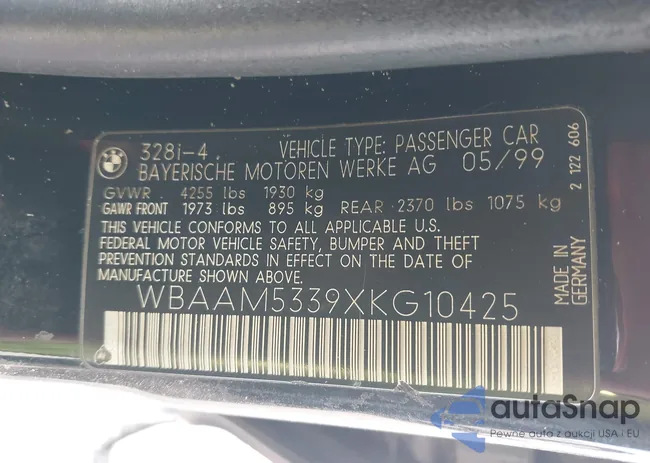 BMW
328i-4 VEHICLE TYPE: PASSENGER CAR
BAYERISCHE MOTOREN WERKE AG 05/99
GVWR 4255 lbs 1930 kg
GAWR FRONT 1973 lbs 895 kg REAR 2370 lbs 1075 kg
THIS VEHICLE CONFORMS TO ALL APPLICABLE U.S.
FEDERAL MOTOR VEHICLE SAFETY, BUMPER AND THEFT
PREVENTION STANDARDS IN EFFECT ON THE DATE OF
MANUFACTURE SHOWN ABOVE.
WBAAM5339XKG10425
2 122 606
MADE IN GERMANY
autoSnap
Pewne auta z aukcji USA i EU